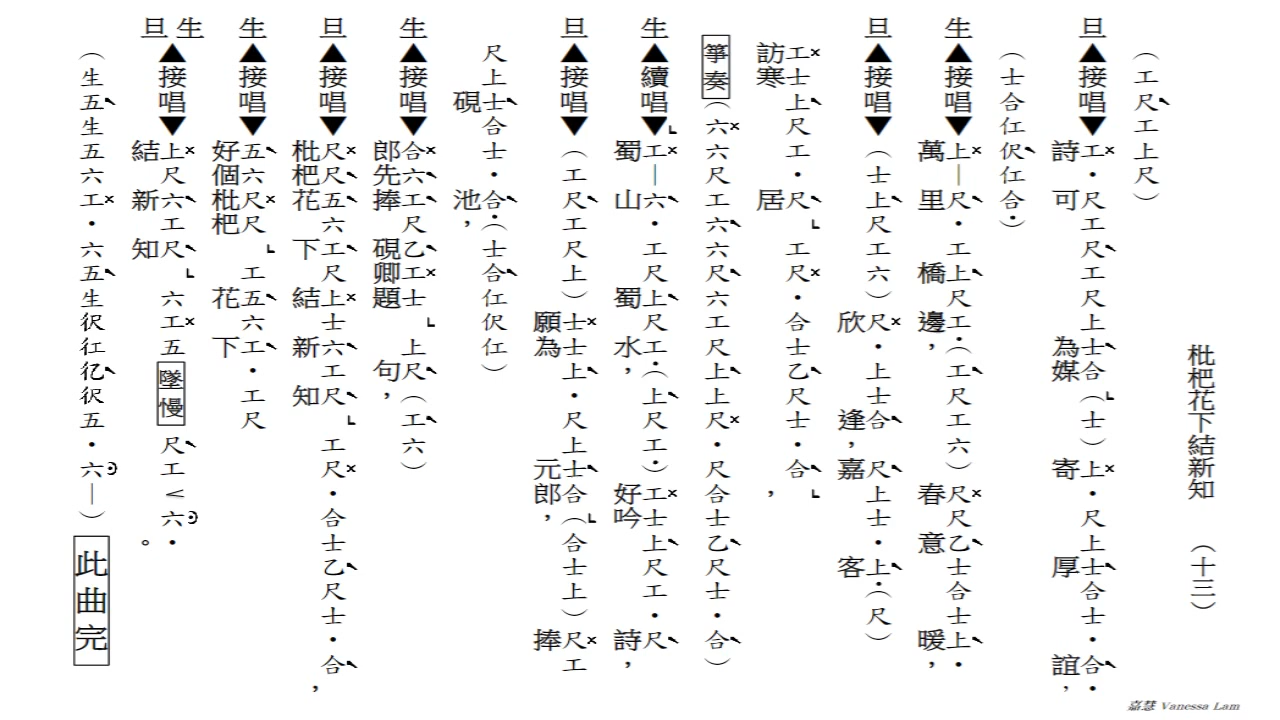 枇杷花下結新知 （十三）
（工尺工上尺）
旦▲接唱▼工·尺工尺工尺上士合（士）上·尺上士合士·合·
詩可為媒寄厚誼，
（士合仜伬仜合·）
生▲接唱▼上｜尺·工上尺工·（工尺工六）尺尺乙士合士上·
萬里橋邊，春意暖，
旦▲接唱▼（士上尺工六）尺·上士合尺上士·上·（尺）
欣逢，嘉客
工士上尺工·尺工尺·合士乙尺士·合
訪寒居，
箏奏（六六尺工六六尺六工尺上上尺·尺合士乙尺士·合）
生▲續唱▼工｜六·工尺上尺工·（上尺工·）工士上尺工·尺
蜀山蜀水，好吟詩，
旦▲接唱▼（工尺工尺上）士士上·尺上士合（合士上）尺工
願為元郎，捧
尺上士合士·合·（士合仜伬仜）
硯池，
生▲接唱▼合六工尺乙工士上尺（工六）
郎先捧硯卿題句，
旦▲接唱▼尺尺五六工尺上士六工尺工尺·合士乙尺士·合
枇杷花下結新知，
生▲接唱▼五六尺尺工五六工·工尺
好個枇杷花下
生旦▲接唱▼上尺六工尺六工五墜慢尺工＜六·
結新知。
（生五生五六工·六五生伬仜亿伬五·六｜）此曲完
嘉慧 Vanessa Lam